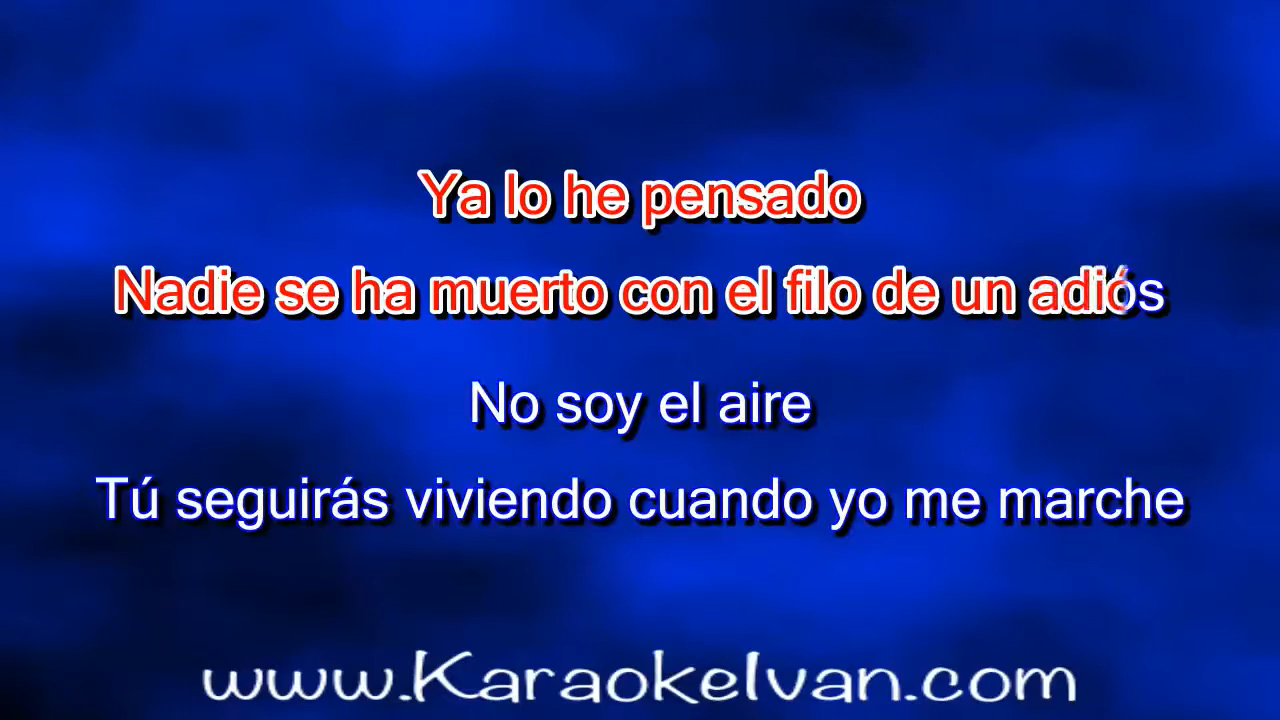 Ya lo he pensado
Nadie se ha muerto con el filo de un adiós
No soy el aire
Tú seguirás viviendo cuando yo me marche
www.KaraokeIvan.com